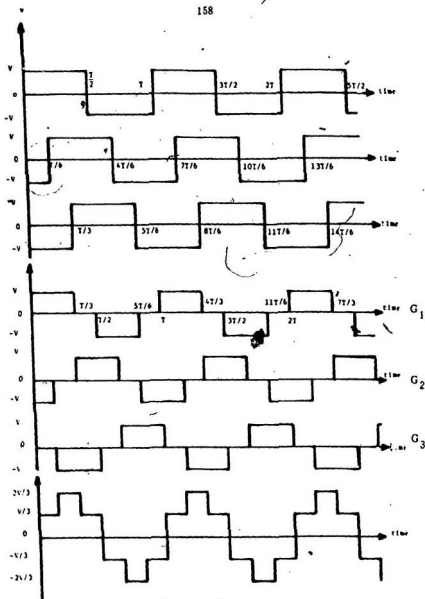 158
v
V
T/2 T 3T/2 2T 5T/2
0 time
-V
V
0 T/6 4T/6 7T/6 10T/6 13T/6 time
-V
V
0 T/3 5T/6 8T/6 11T/6 14T/6 time
-V
V
T/3 5T/6 4T/3 11T/6 7T/3 time G1
0
T/2 T 3T/2 2T
-V
V
0 time G2
-V
V
0 G3
-V
2V/3
V/3
0 time
-V/3
-2V/3